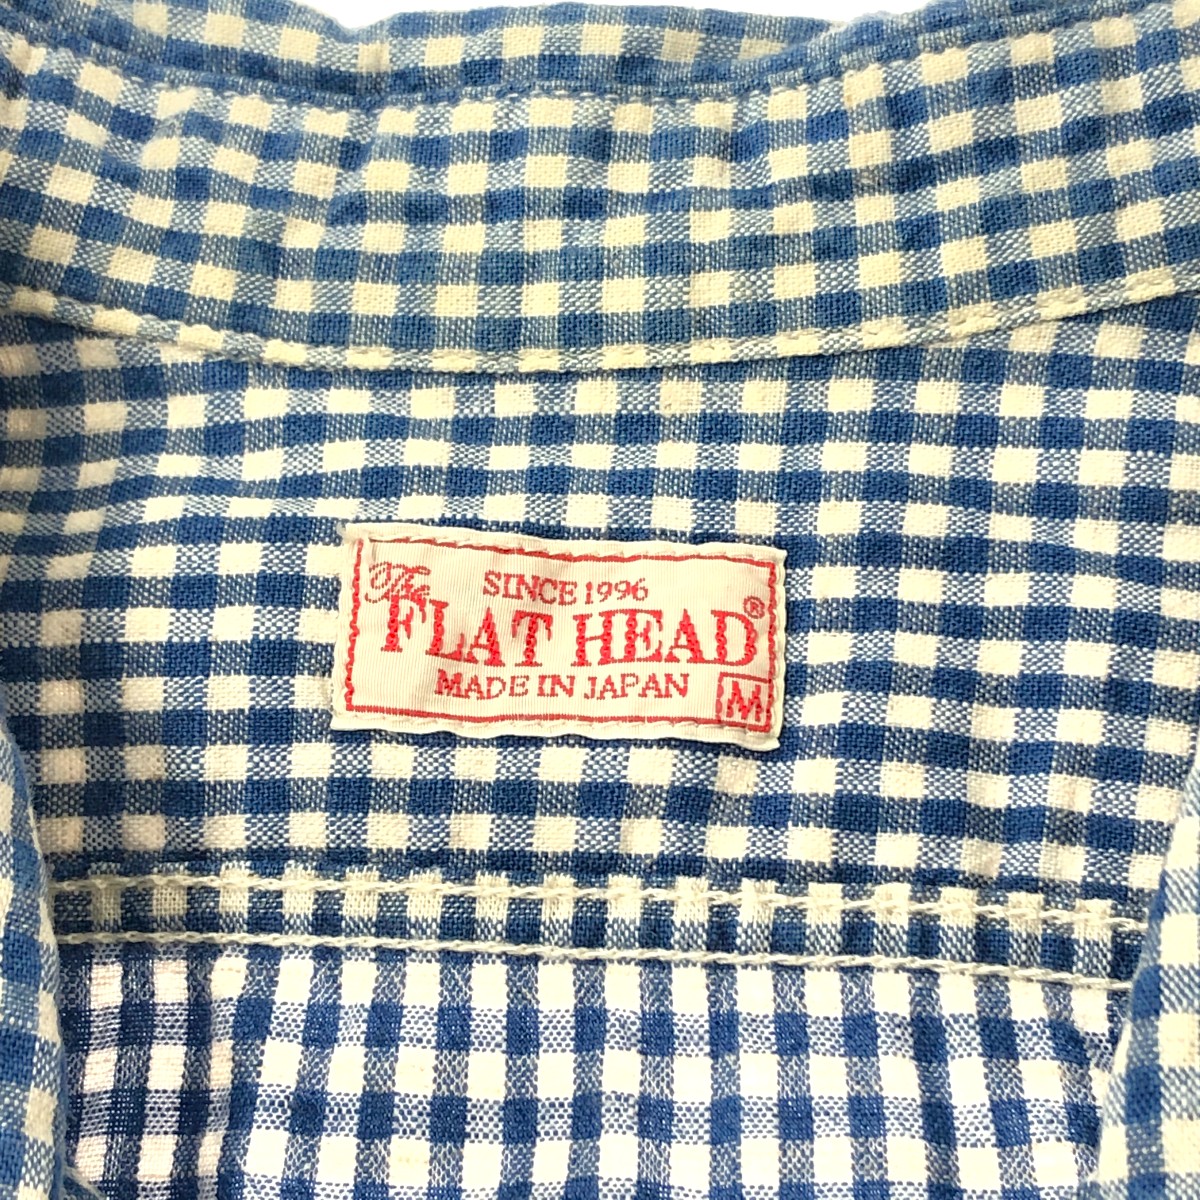 SINCE 1996
The
FLAT HEAD®
MADE IN JAPAN
M